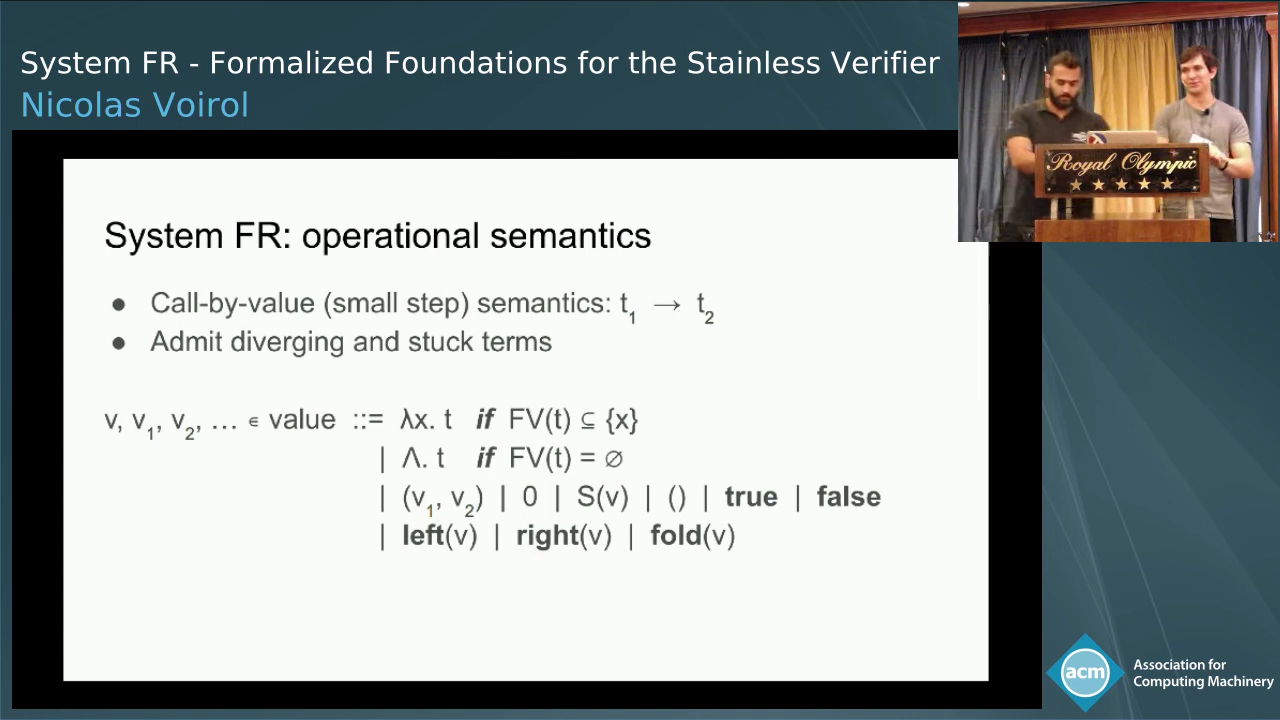 System FR - Formalized Foundations for the Stainless Verifier
Nicolas Voirol
Royal Olympic
System FR: operational semantics
● Call-by-value (small step) semantics: t₁ → t₂
● Admit diverging and stuck terms
v, v₁, v₂, … ∊ value ::= λx. t if FV(t) ⊆ {x}
| Λ. t if FV(t) = ∅
| (v₁, v₂) | 0 | S(v) | () | true | false
| left(v) | right(v) | fold(v)
acm
Association for
Computing Machinery